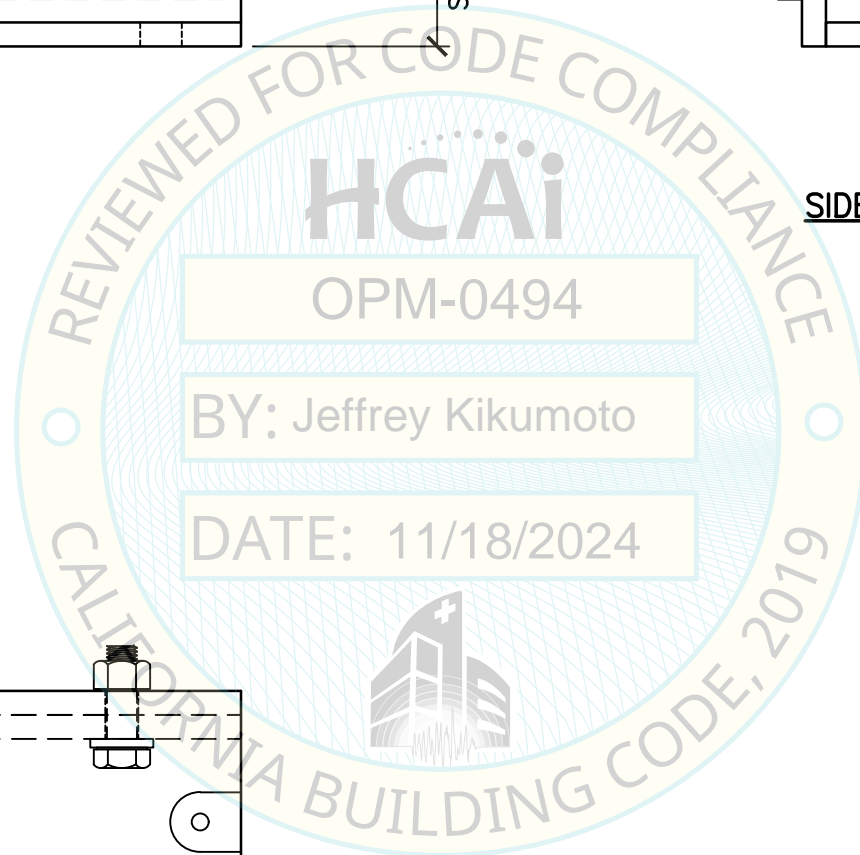 REVIEWED FOR CODE COMPLIANCE
HCAi
SIDE
OPM-0494
BY: Jeffrey Kikumoto
DATE: 11/18/2024
CALIFORNIA BUILDING CODE, 2019